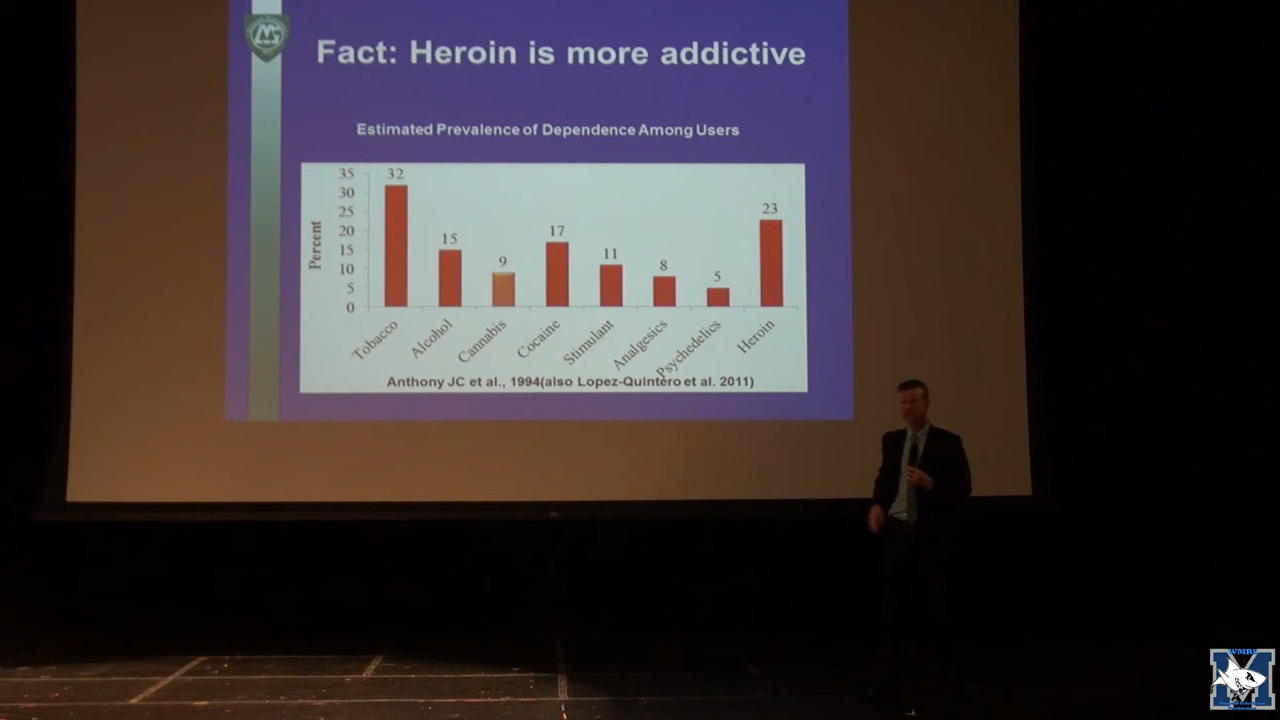 Fact: Heroin is more addictive
Estimated Prevalence of Dependence Among Users
35
30
25
20
15
10
5
0
Percent
32
15
9
17
11
8
5
23
Tobacco
Alcohol
Cannabis
Cocaine
Stimulant
Analgesics
Psychedelics
Heroin
Anthony JC et al., 1994(also Lopez-Quintero et al. 2011)
WMRS
M